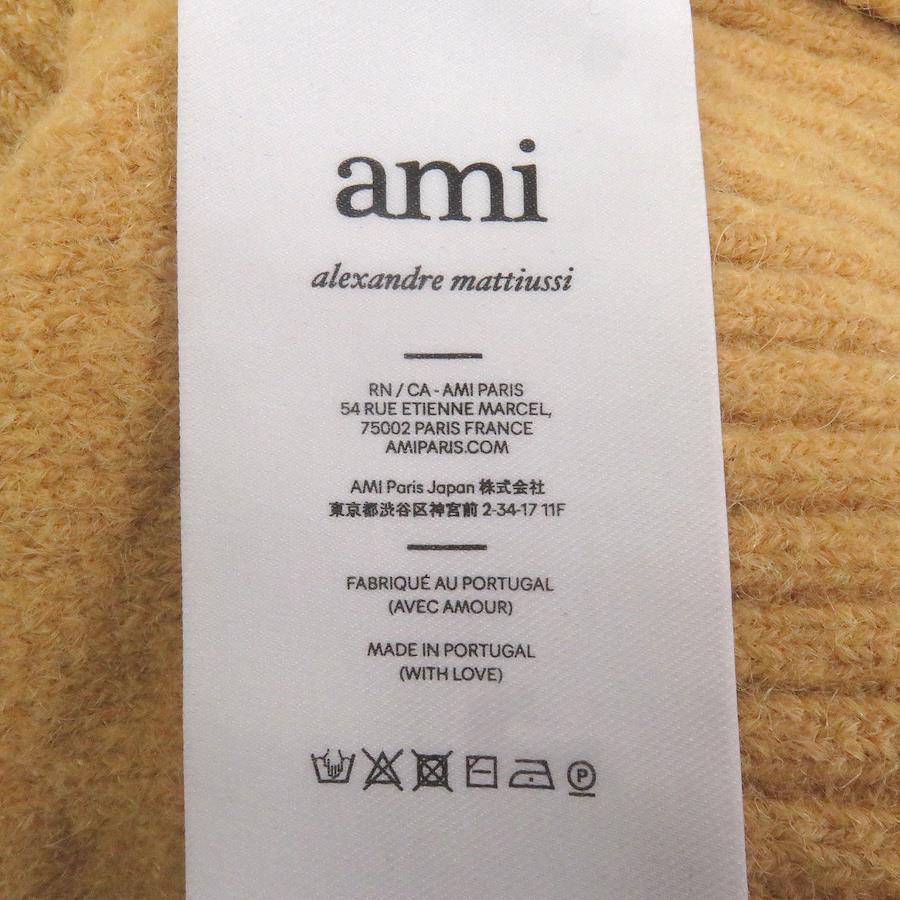 ami
alexandre mattiussi
RN / CA - AMI PARIS
54 RUE ETIENNE MARCEL,
75002 PARIS FRANCE
AMIPARIS.COM
AMI Paris Japan 株式会社
東京都渋谷区神宮前 2-34-17 11F
FABRIQUÉ AU PORTUGAL
(AVEC AMOUR)
MADE IN PORTUGAL
(WITH LOVE)
P